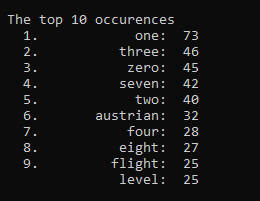 The top 10 occurences
1. one: 73
2. three: 46
3. zero: 45
4. seven: 42
5. two: 40
6. austrian: 32
7. four: 28
8. eight: 27
9. flight: 25
level: 25